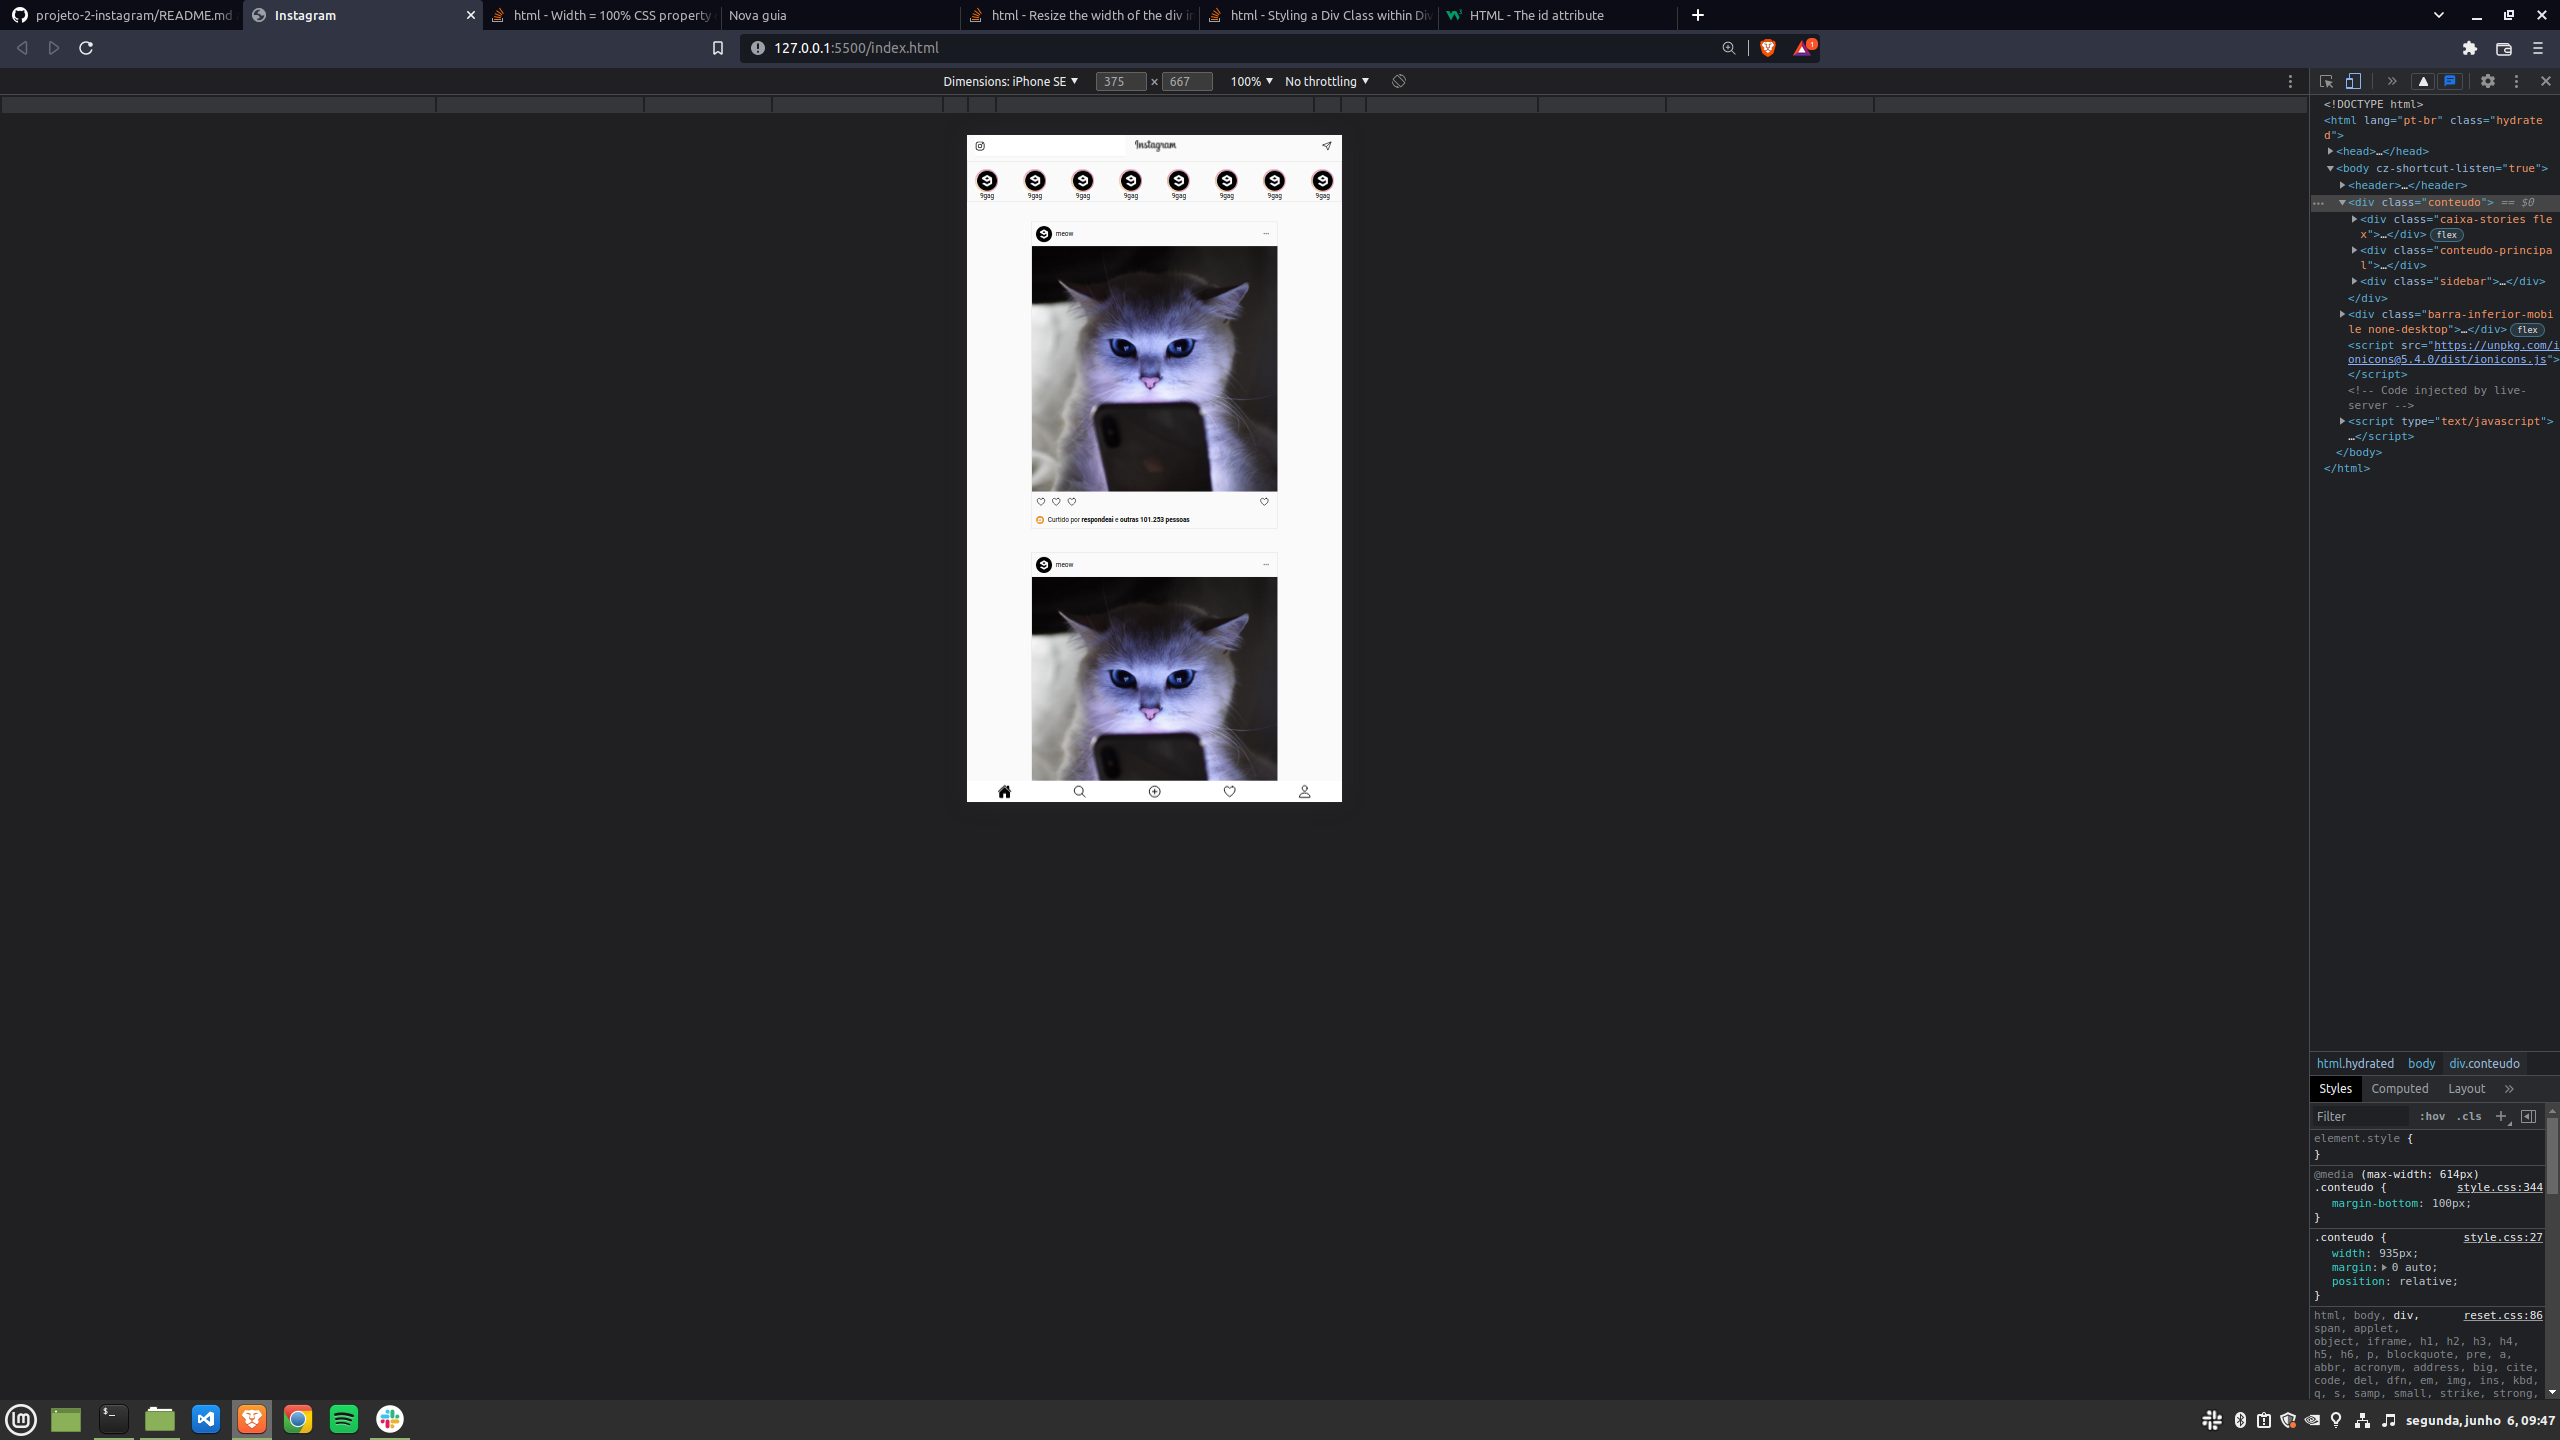 projeto-2-instagram/README.md
Instagram
html - Width = 100% CSS property
Nova guia
html - Resize the width of the div in
html - Styling a Div Class within Div
HTML - The id attribute
127.0.0.1:5500/index.html
1
Dimensions: iPhone SE
375
×
667
100%
No throttling
Instagram
9gag
9gag
9gag
9gag
9gag
9gag
9gag
9gag
meow
Curtido por respondeai e outras 101.253 pessoas
meow
<!DOCTYPE html>
<html lang="pt-br" class="hydrate
d">
<head>…</head>
<body cz-shortcut-listen="true">
<header>…</header>
<div class="conteudo"> == $0
<div class="caixa-stories fle
x">…</div> flex
<div class="conteudo-principa
l">…</div>
<div class="sidebar">…</div>
</div>
<div class="barra-inferior-mobi
le none-desktop">…</div> flex
<script src="https://unpkg.com/i
onicons@5.4.0/dist/ionicons.js">
</script>
<!-- Code injected by live-
server -->
<script type="text/javascript">
…</script>
</body>
</html>
html.hydrated body div.conteudo
Styles Computed Layout
Filter :hov .cls
element.style {
}
@media (max-width: 614px)
.conteudo { style.css:344
margin-bottom: 100px;
}
.conteudo { style.css:27
width: 935px;
margin: 0 auto;
position: relative;
}
html, body, div, reset.css:86
span, applet,
object, iframe, h1, h2, h3, h4,
h5, h6, p, blockquote, pre, a,
abbr, acronym, address, big, cite,
code, del, dfn, em, img, ins, kbd,
q, s, samp, small, strike, strong,
segunda, junho 6, 09:47